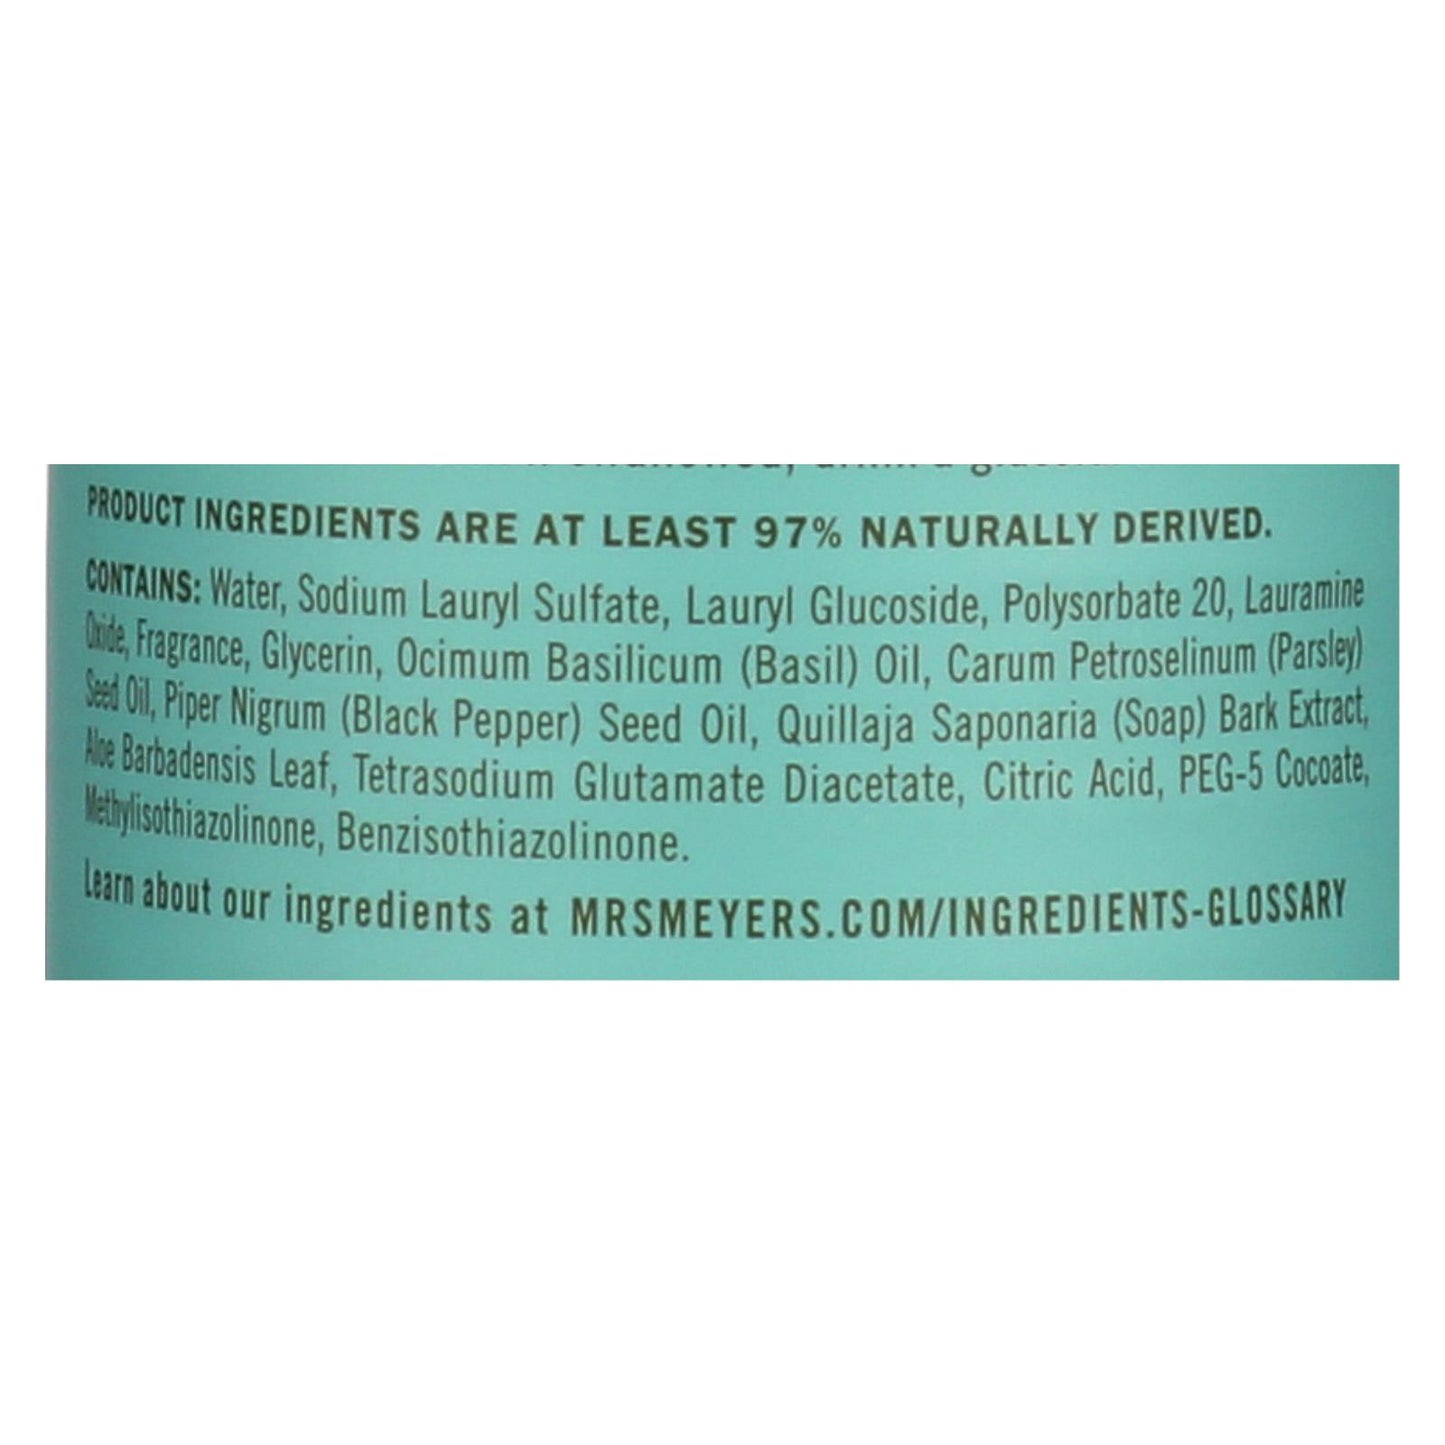 PRODUCT INGREDIENTS ARE AT LEAST 97% NATURALLY DERIVED.
CONTAINS: Water, Sodium Lauryl Sulfate, Lauryl Glucoside, Polysorbate 20, Lauramine
Oxide, Fragrance, Glycerin, Ocimum Basilicum (Basil) Oil, Carum Petroselinum (Parsley)
Seed Oil, Piper Nigrum (Black Pepper) Seed Oil, Quillaja Saponaria (Soap) Bark Extract,
Aloe Barbadensis Leaf, Tetrasodium Glutamate Diacetate, Citric Acid, PEG-5 Cocoate,
Methylisothiazolinone, Benzisothiazolinone.
Learn about our ingredients at MRSMEYERS.COM/INGREDIENTS-GLOSSARY